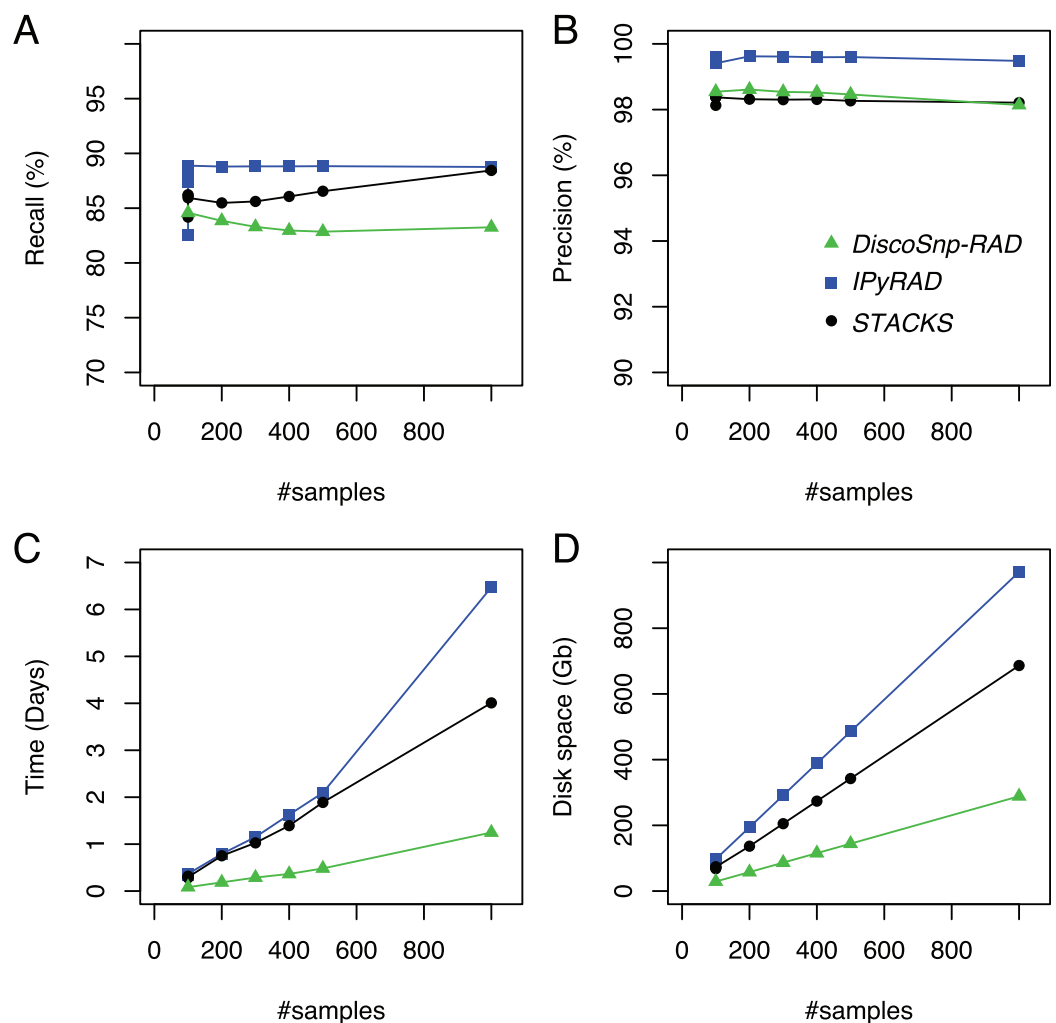 A
Recall (%)
95
90
85
80
75
70
0 200 400 600 800
#samples
B
Precision (%)
100
98
96
94
92
90
DiscoSnp-RAD
IPyRAD
STACKS
0 200 400 600 800
#samples
C
Time (Days)
7
6
5
4
3
2
1
0
0 200 400 600 800
#samples
D
Disk space (Gb)
800
600
400
200
0
0 200 400 600 800
#samples